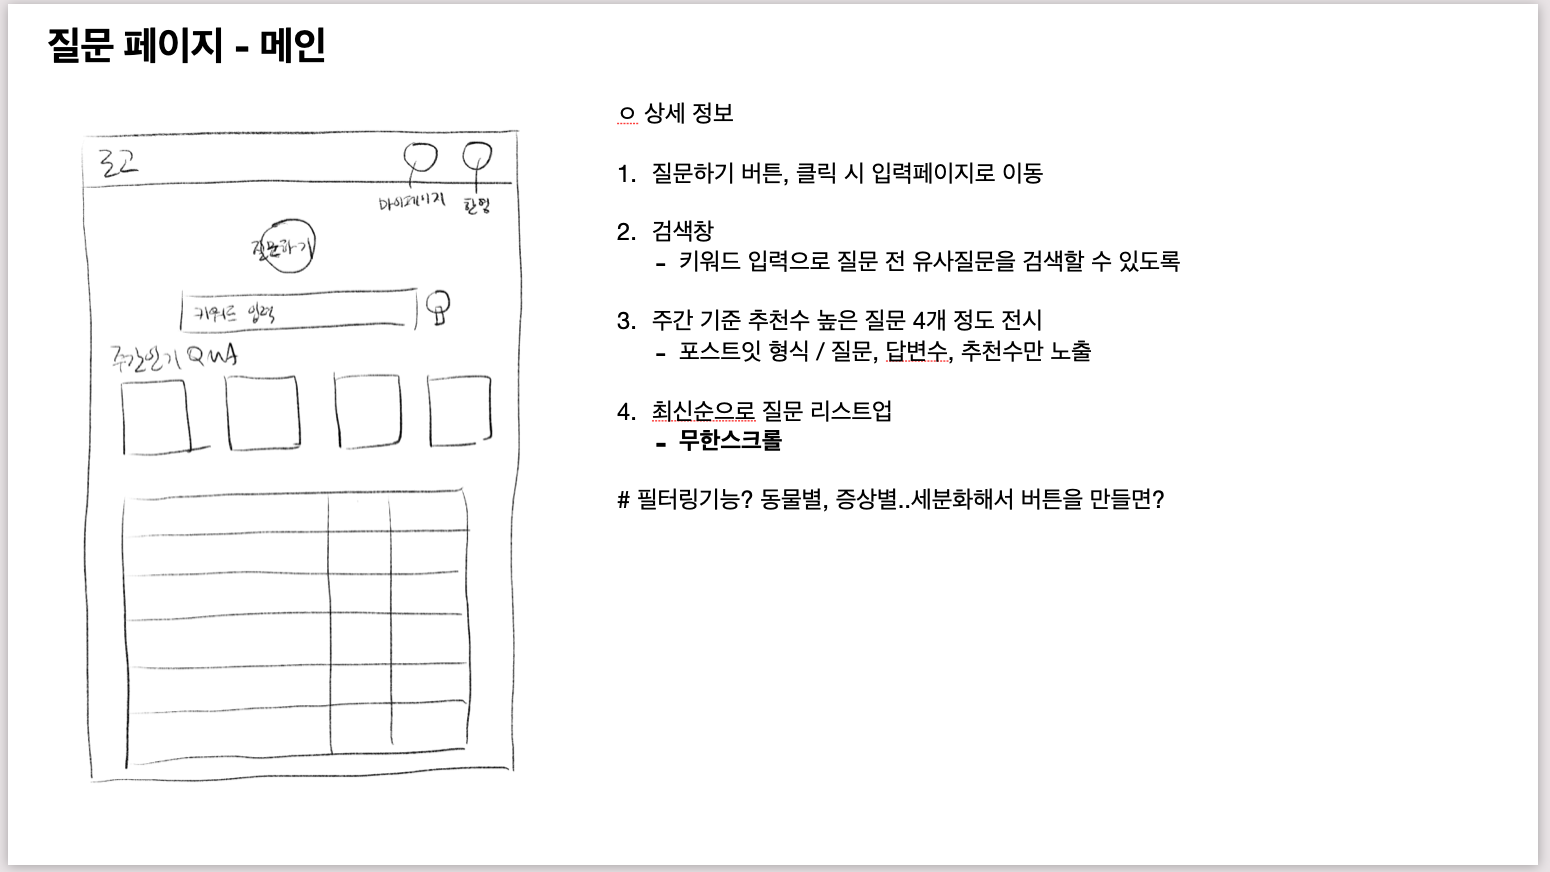 질문 페이지 - 메인
로고
마이페이지 환영
질문하기
키워드 입력
주간인기 QnA
ㅇ 상세 정보
1. 질문하기 버튼, 클릭 시 입력페이지로 이동
2. 검색창
- 키워드 입력으로 질문 전 유사질문을 검색할 수 있도록
3. 주간 기준 추천수 높은 질문 4개 정도 전시
- 포스트잇 형식 / 질문, 답변수, 추천수만 노출
4. 최신순으로 질문 리스트업
- 무한스크롤
# 필터링기능? 동물별, 증상별..세분화해서 버튼을 만들면?